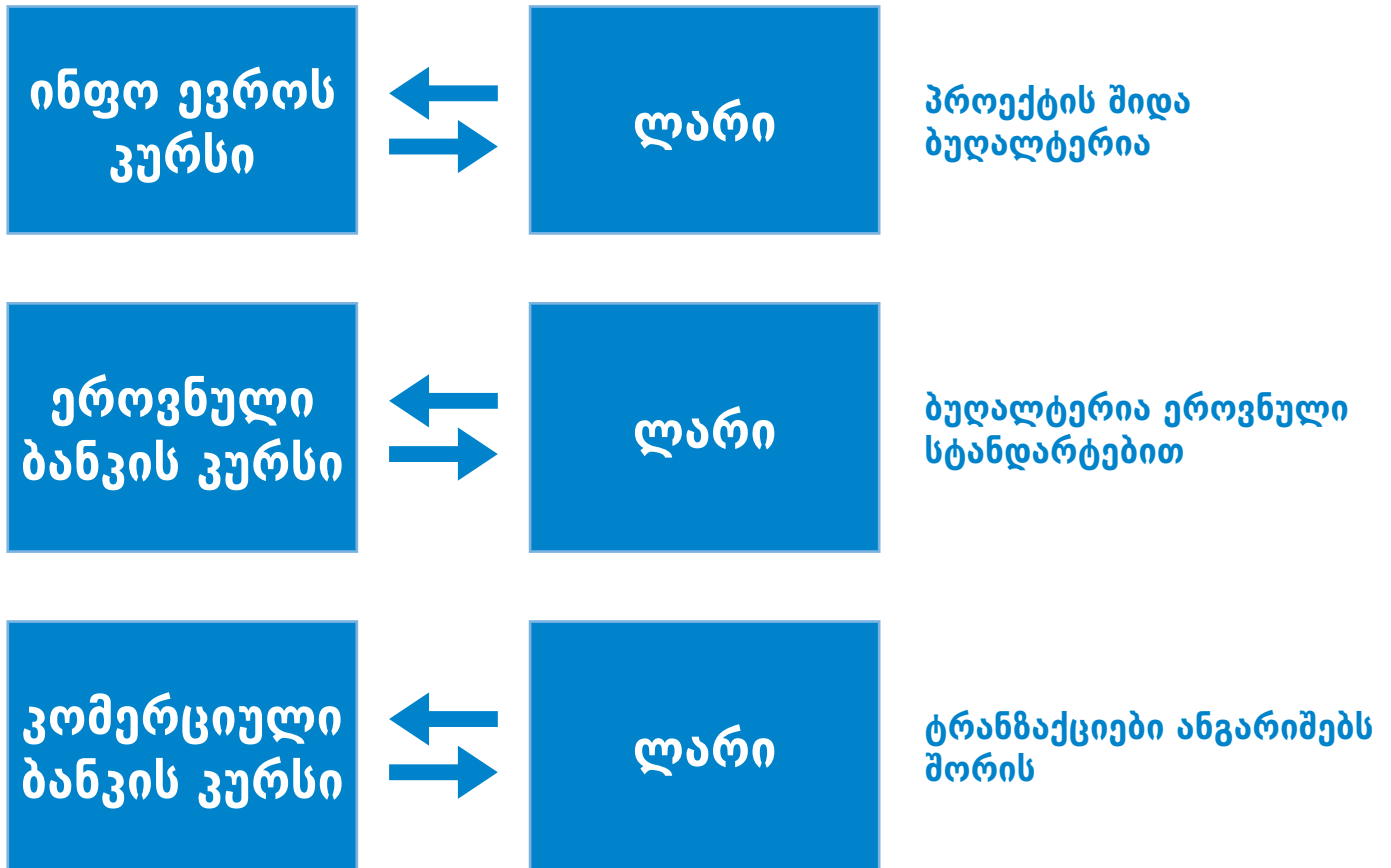 ინფო ევროს
კურსი
ლარი
პროექტის შიდა
ბუღალტერია
ეროვნული
ბანკის კურსი
ლარი
ბუღალტერია ეროვნული
სტანდარტებით
კომერციული
ბანკის კურსი
ლარი
ტრანზაქციები ანგარიშებს
შორის